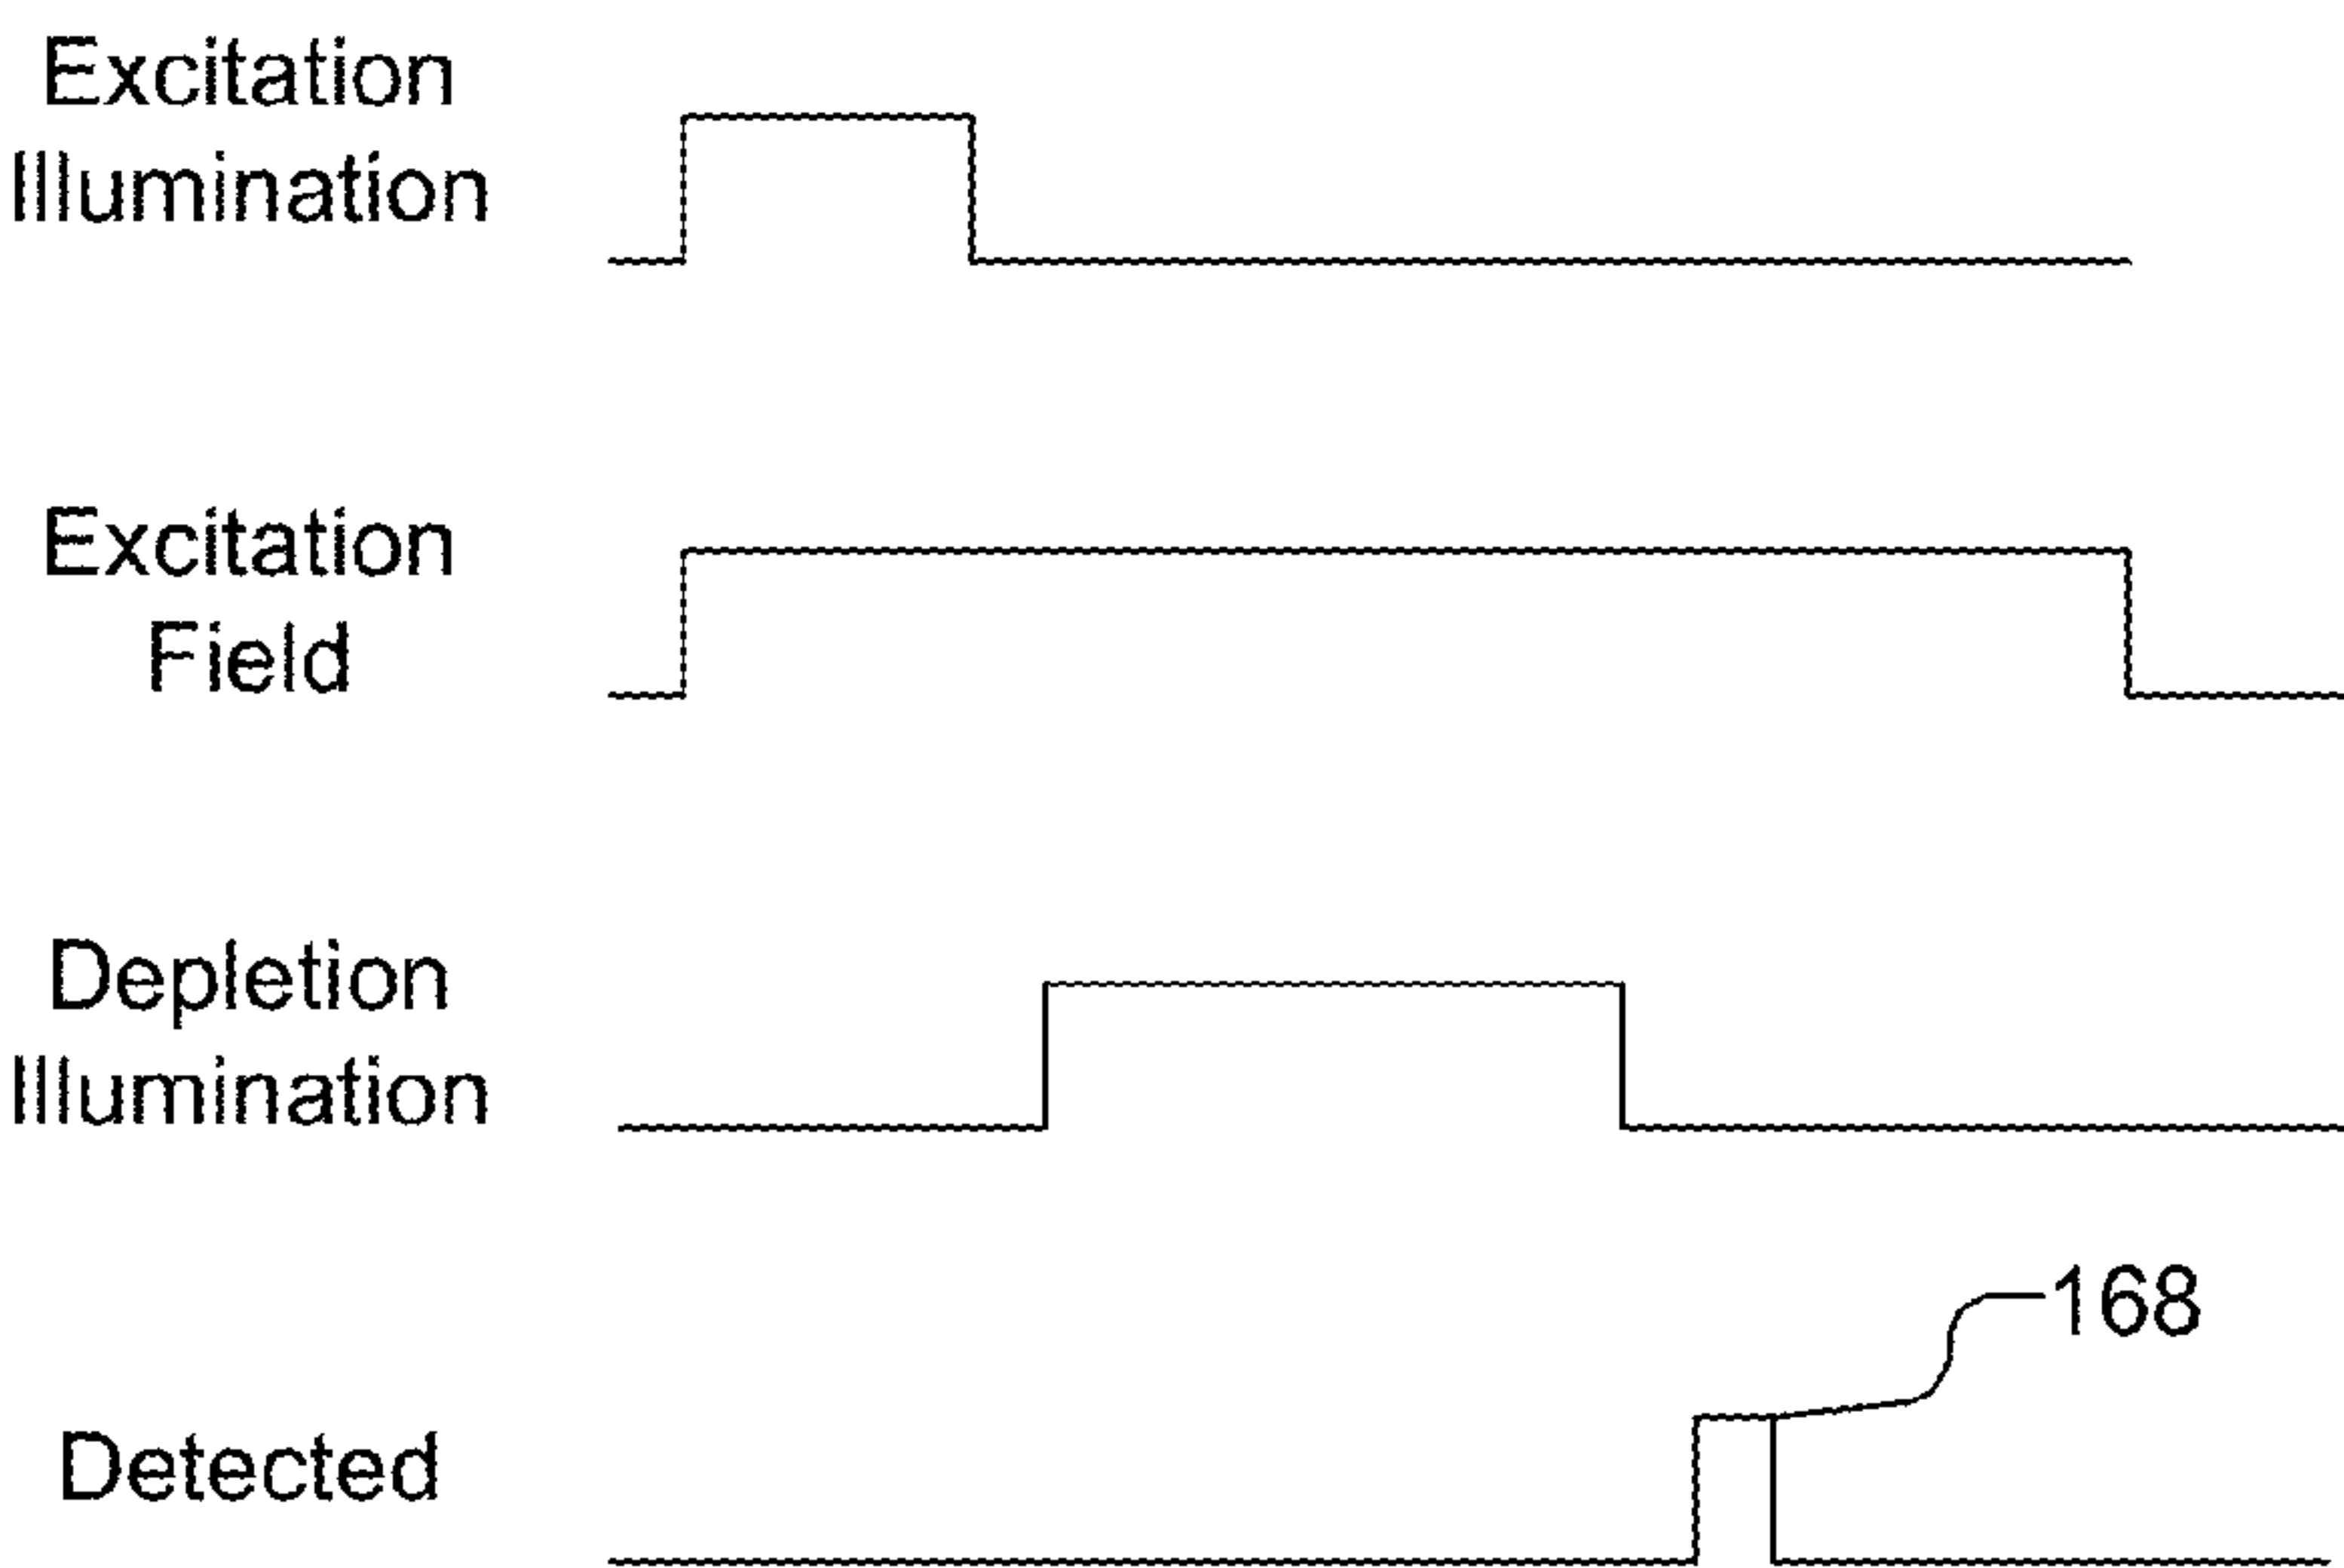 Excitation
Illumination
Excitation
Field
Depletion
Illumination
168
Detected